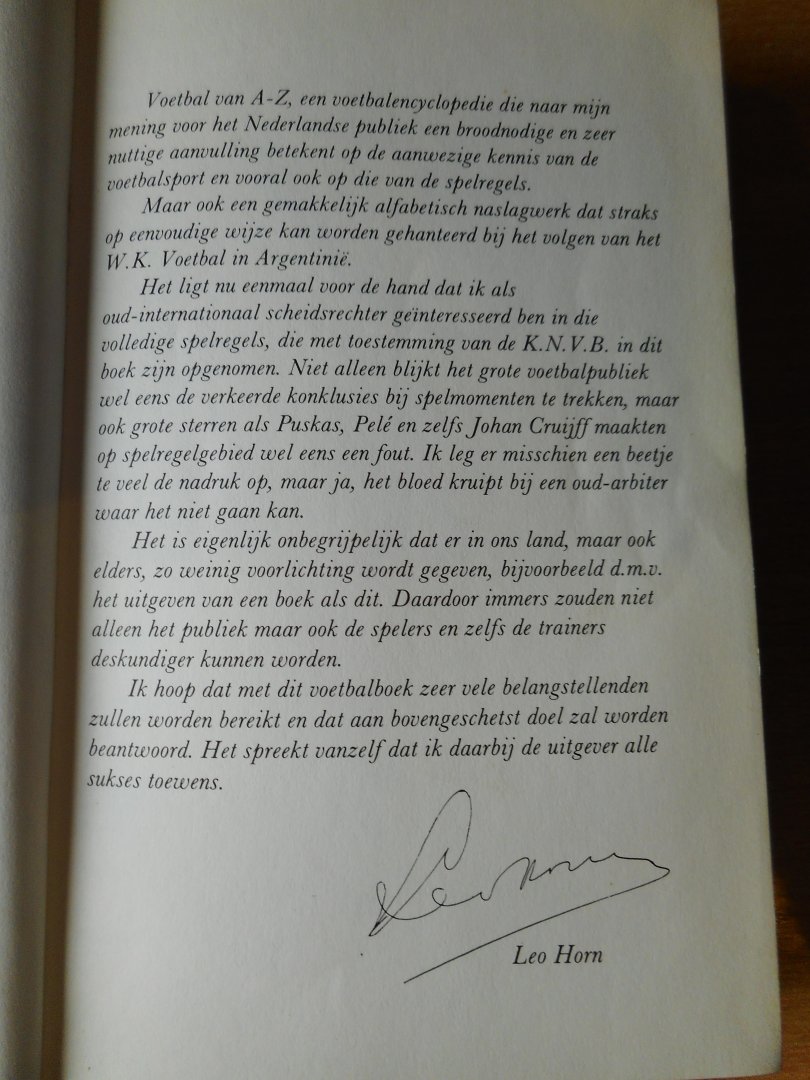 Voetbal van A-Z, een voetbalencyclopedie die naar mijn
mening voor het Nederlandse publiek een broodnodige en zeer
nuttige aanvulling betekent op de aanwezige kennis van de
voetbalsport en vooral ook op die van de spelregels.
Maar ook een gemakkelijk alfabetisch naslagwerk dat straks
op eenvoudige wijze kan worden gehanteerd bij het volgen van het
W.K. Voetbal in Argentinië.
Het ligt nu eenmaal voor de hand dat ik als
oud-internationaal scheidsrechter geïnteresseerd ben in die
volledige spelregels, die met toestemming van de K.N.V.B. in dit
boek zijn opgenomen. Niet alleen blijkt het grote voetbalpubliek
wel eens de verkeerde konklusies bij spelmomenten te trekken, maar
ook grote sterren als Puskas, Pelé en zelfs Johan Cruijff maakten
op spelregelgebied wel eens een fout. Ik leg er misschien een beetje
te veel de nadruk op, maar ja, het bloed kruipt bij een oud-arbiter
waar het niet gaan kan.
Het is eigenlijk onbegrijpelijk dat er in ons land, maar ook
elders, zo weinig voorlichting wordt gegeven, bijvoorbeeld d.m.v.
het uitgeven van een boek als dit. Daardoor immers zouden niet
alleen het publiek maar ook de spelers en zelfs de trainers
deskundiger kunnen worden.
Ik hoop dat met dit voetbalboek zeer vele belangstellenden
zullen worden bereikt en dat aan bovengeschetst doel zal worden
beantwoord. Het spreekt vanzelf dat ik daarbij de uitgever alle
sukses toewens.
Leo Horn
Leo Horn